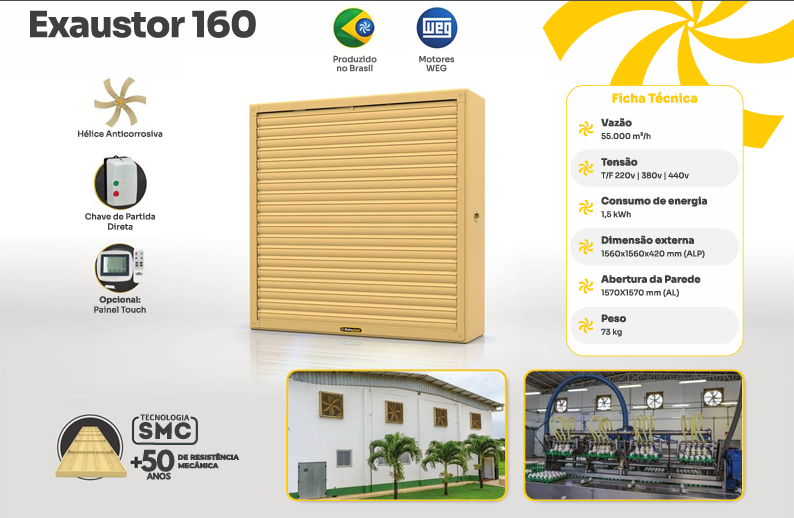 Exaustor 160
Produzido
no Brasil
WEG
Motores
WEG
Hélice Anticorrosiva
Chave de Partida
Direta
Opcional:
Painel Touch
Ficha Técnica
Vazão
55.000 m³/h
Tensão
T/F 220v | 380v | 440v
Consumo de energia
1,5 kWh
Dimensão externa
1560x1560x420 mm (ALP)
Abertura da Parede
1570X1570 mm (AL)
Peso
73 kg
TECNOLOGIA
SMC
+50
ANOS
DE RESISTÊNCIA
MECÂNICA